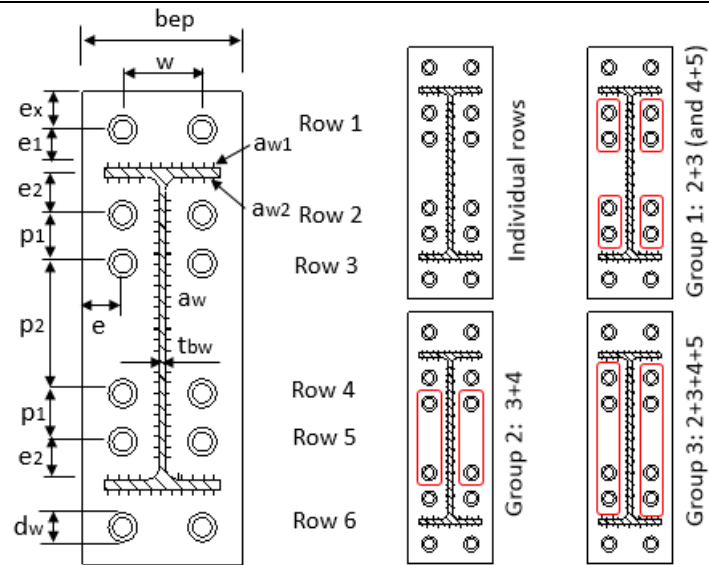 bep
w
ex
e1
e2
p1
p2
p1
e2
dw
e
aw
tbw
aw1
aw2
Row 1
Row 2
Row 3
Row 4
Row 5
Row 6
Individual rows
Group 1: 2+3 (and 4+5)
Group 2: 3+4
Group 3: 2+3+4+5